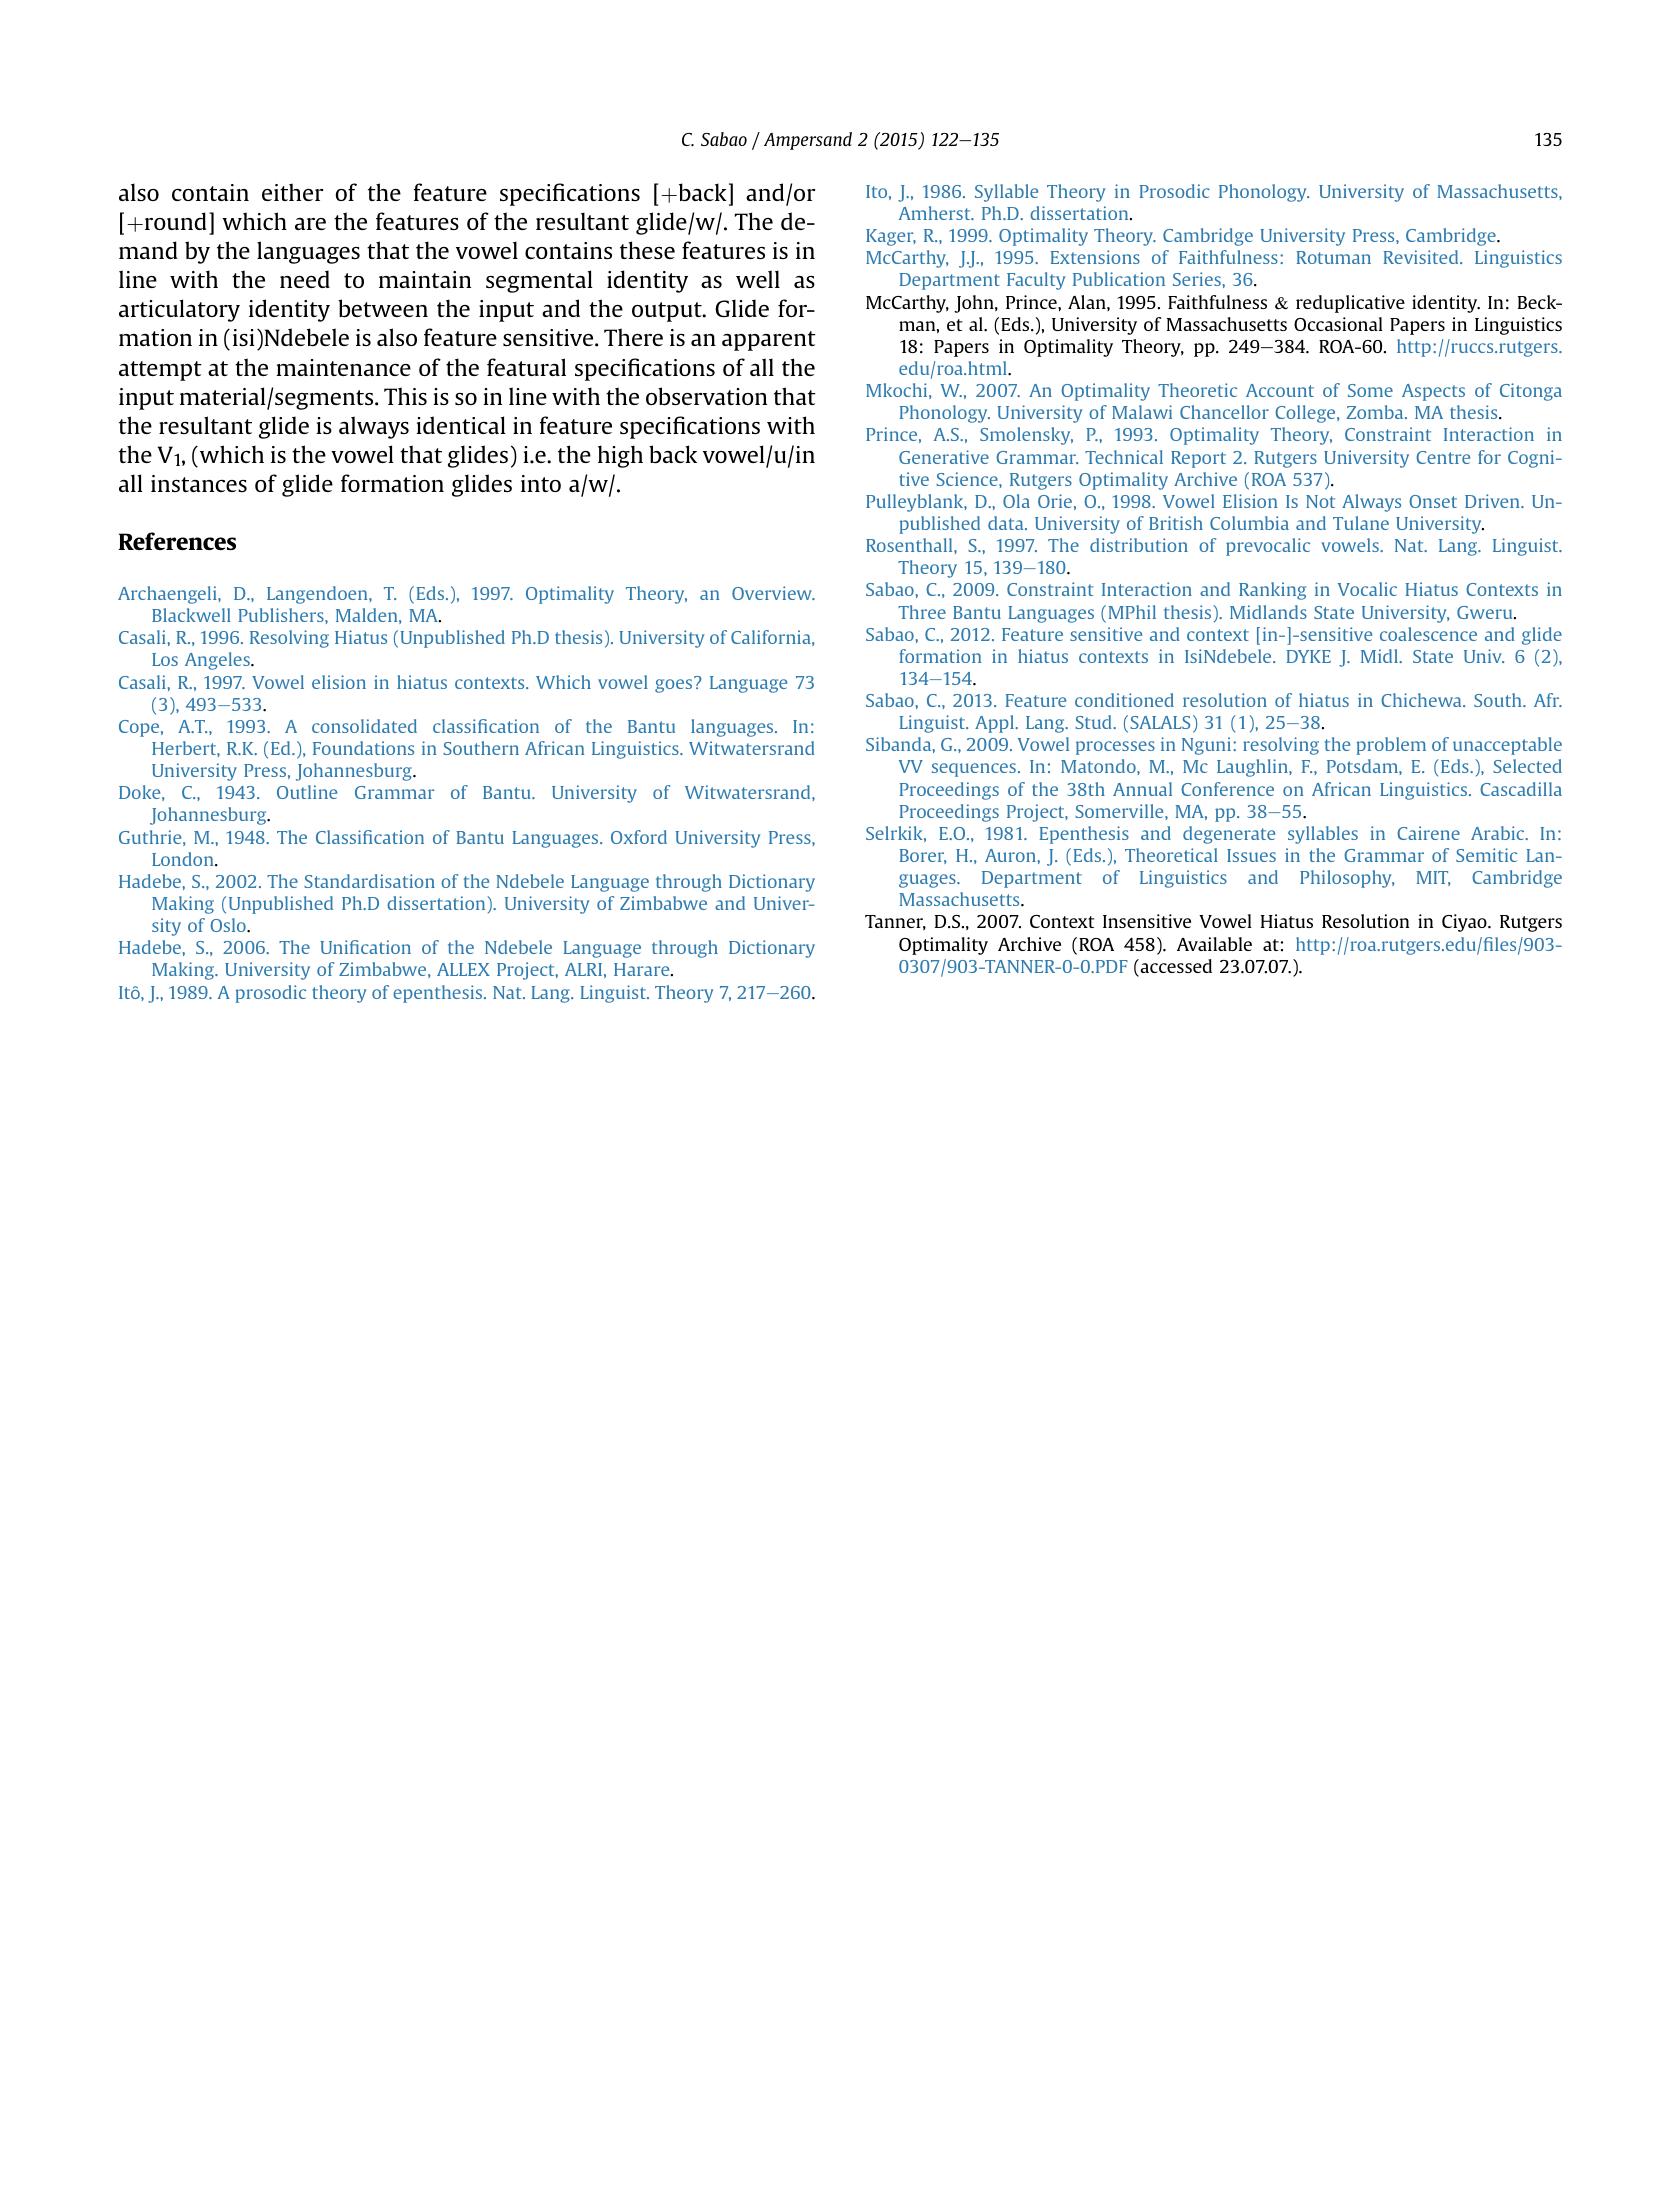 C. Sabao / Ampersand 2 (2015) 122–135
135
also contain either of the feature specifications [+back] and/or
[+round] which are the features of the resultant glide/w/. The de-
mand by the languages that the vowel contains these features is in
line with the need to maintain segmental identity as well as
articulatory identity between the input and the output. Glide for-
mation in (isi)Ndebele is also feature sensitive. There is an apparent
attempt at the maintenance of the featural specifications of all the
input material/segments. This is so in line with the observation that
the resultant glide is always identical in feature specifications with
the V1, (which is the vowel that glides) i.e. the high back vowel/u/in
all instances of glide formation glides into a/w/.
References
Archaengeli, D., Langendoen, T. (Eds.), 1997. Optimality Theory, an Overview.
Blackwell Publishers, Malden, MA.
Casali, R., 1996. Resolving Hiatus (Unpublished Ph.D thesis). University of California,
Los Angeles.
Casali, R., 1997. Vowel elision in hiatus contexts. Which vowel goes? Language 73
(3), 493–533.
Cope, A.T., 1993. A consolidated classification of the Bantu languages. In:
Herbert, R.K. (Ed.), Foundations in Southern African Linguistics. Witwatersrand
University Press, Johannesburg.
Doke, C., 1943. Outline Grammar of Bantu. University of Witwatersrand,
Johannesburg.
Guthrie, M., 1948. The Classification of Bantu Languages. Oxford University Press,
London.
Hadebe, S., 2002. The Standardisation of the Ndebele Language through Dictionary
Making (Unpublished Ph.D dissertation). University of Zimbabwe and Univer-
sity of Oslo.
Hadebe, S., 2006. The Unification of the Ndebele Language through Dictionary
Making. University of Zimbabwe, ALLEX Project, ALRI, Harare.
Itô, J., 1989. A prosodic theory of epenthesis. Nat. Lang. Linguist. Theory 7, 217–260.
Ito, J., 1986. Syllable Theory in Prosodic Phonology. University of Massachusetts,
Amherst. Ph.D. dissertation.
Kager, R., 1999. Optimality Theory. Cambridge University Press, Cambridge.
McCarthy, J.J., 1995. Extensions of Faithfulness: Rotuman Revisited. Linguistics
Department Faculty Publication Series, 36.
McCarthy, John, Prince, Alan, 1995. Faithfulness & reduplicative identity. In: Beck-
man, et al. (Eds.), University of Massachusetts Occasional Papers in Linguistics
18: Papers in Optimality Theory, pp. 249–384. ROA-60. http://ruccs.rutgers.
edu/roa.html.
Mkochi, W., 2007. An Optimality Theoretic Account of Some Aspects of Citonga
Phonology. University of Malawi Chancellor College, Zomba. MA thesis.
Prince, A.S., Smolensky, P., 1993. Optimality Theory, Constraint Interaction in
Generative Grammar. Technical Report 2. Rutgers University Centre for Cogni-
tive Science, Rutgers Optimality Archive (ROA 537).
Pulleyblank, D., Ola Orie, O., 1998. Vowel Elision Is Not Always Onset Driven. Un-
published data. University of British Columbia and Tulane University.
Rosenthall, S., 1997. The distribution of prevocalic vowels. Nat. Lang. Linguist.
Theory 15, 139–180.
Sabao, C., 2009. Constraint Interaction and Ranking in Vocalic Hiatus Contexts in
Three Bantu Languages (MPhil thesis). Midlands State University, Gweru.
Sabao, C., 2012. Feature sensitive and context [in-]-sensitive coalescence and glide
formation in hiatus contexts in IsiNdebele. DYKE J. Midl. State Univ. 6 (2),
134–154.
Sabao, C., 2013. Feature conditioned resolution of hiatus in Chichewa. South. Afr.
Linguist. Appl. Lang. Stud. (SALALS) 31 (1), 25–38.
Sibanda, G., 2009. Vowel processes in Nguni: resolving the problem of unacceptable
VV sequences. In: Matondo, M., Mc Laughlin, F., Potsdam, E. (Eds.), Selected
Proceedings of the 38th Annual Conference on African Linguistics. Cascadilla
Proceedings Project, Somerville, MA, pp. 38–55.
Selrkik, E.O., 1981. Epenthesis and degenerate syllables in Cairene Arabic. In:
Borer, H., Auron, J. (Eds.), Theoretical Issues in the Grammar of Semitic Lan-
guages. Department of Linguistics and Philosophy, MIT, Cambridge
Massachusetts.
Tanner, D.S., 2007. Context Insensitive Vowel Hiatus Resolution in Ciyao. Rutgers
Optimality Archive (ROA 458). Available at: http://roa.rutgers.edu/files/903-
0307/903-TANNER-0-0.PDF (accessed 23.07.07.).